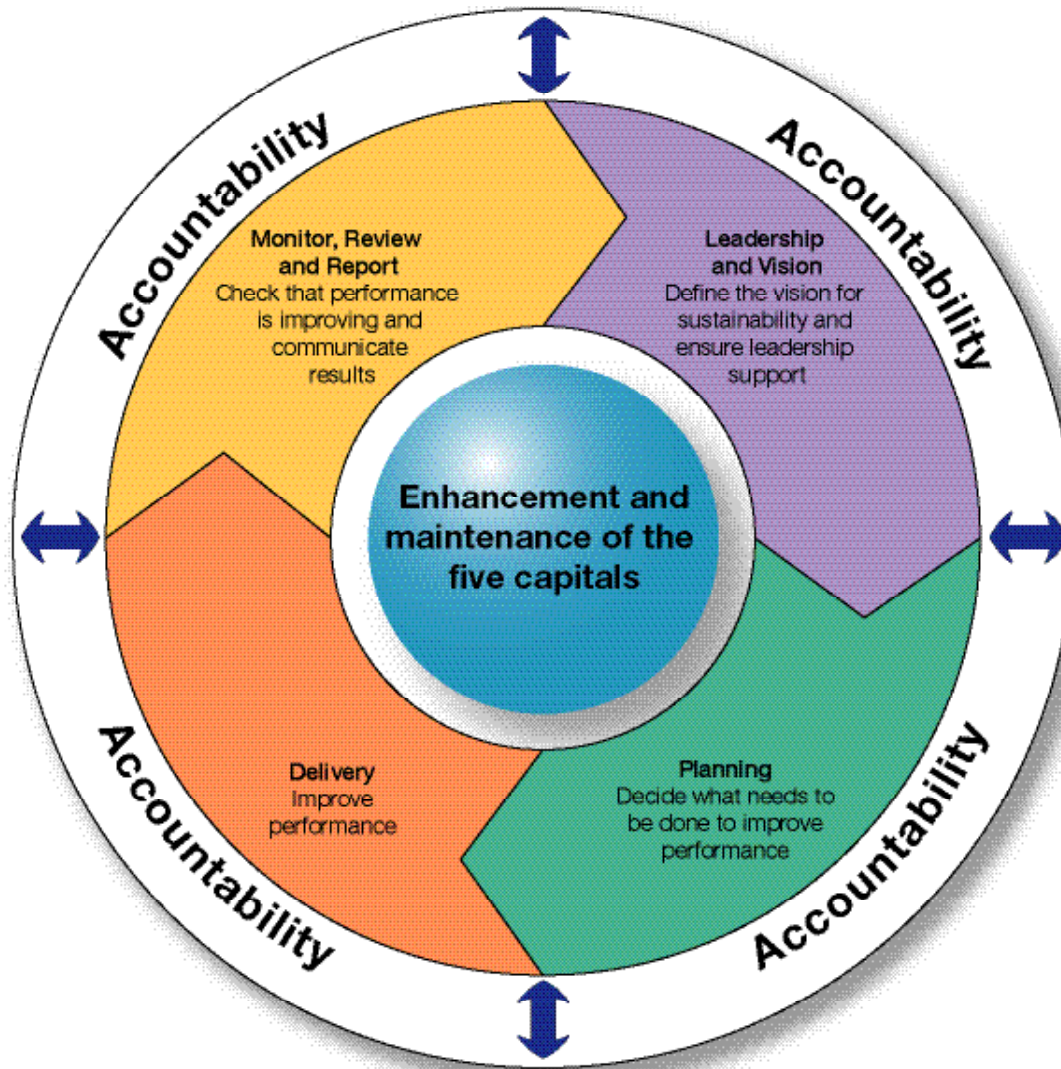 Accountability
Accountability
Monitor, Review
and Report
Check that performance
is improving and
communicate
results
Leadership
and Vision
Define the vision for
sustainability and
ensure leadership
support
Enhancement and
maintenance of the
five capitals
Delivery
Improve
performance
Planning
Decide what needs to
be done to improve
performance
Accountability
Accountability